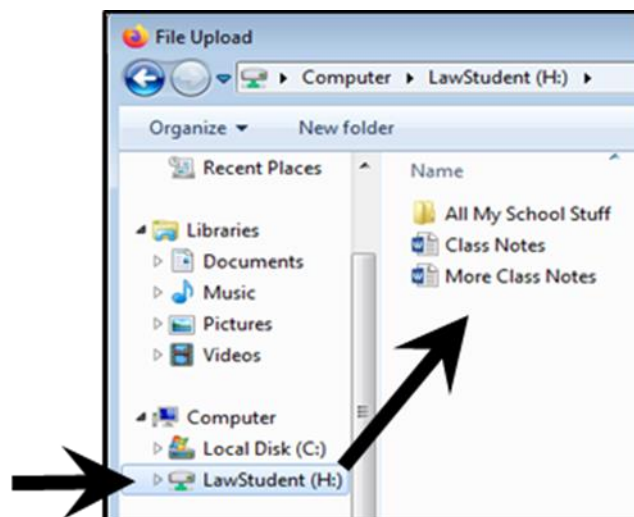 File Upload
Computer ▸ LawStudent (H:) ▸
Organize New folder
Recent Places
Libraries
Documents
Music
Pictures
Videos
Computer
Local Disk (C:)
LawStudent (H:)
Name
All My School Stuff
Class Notes
More Class Notes